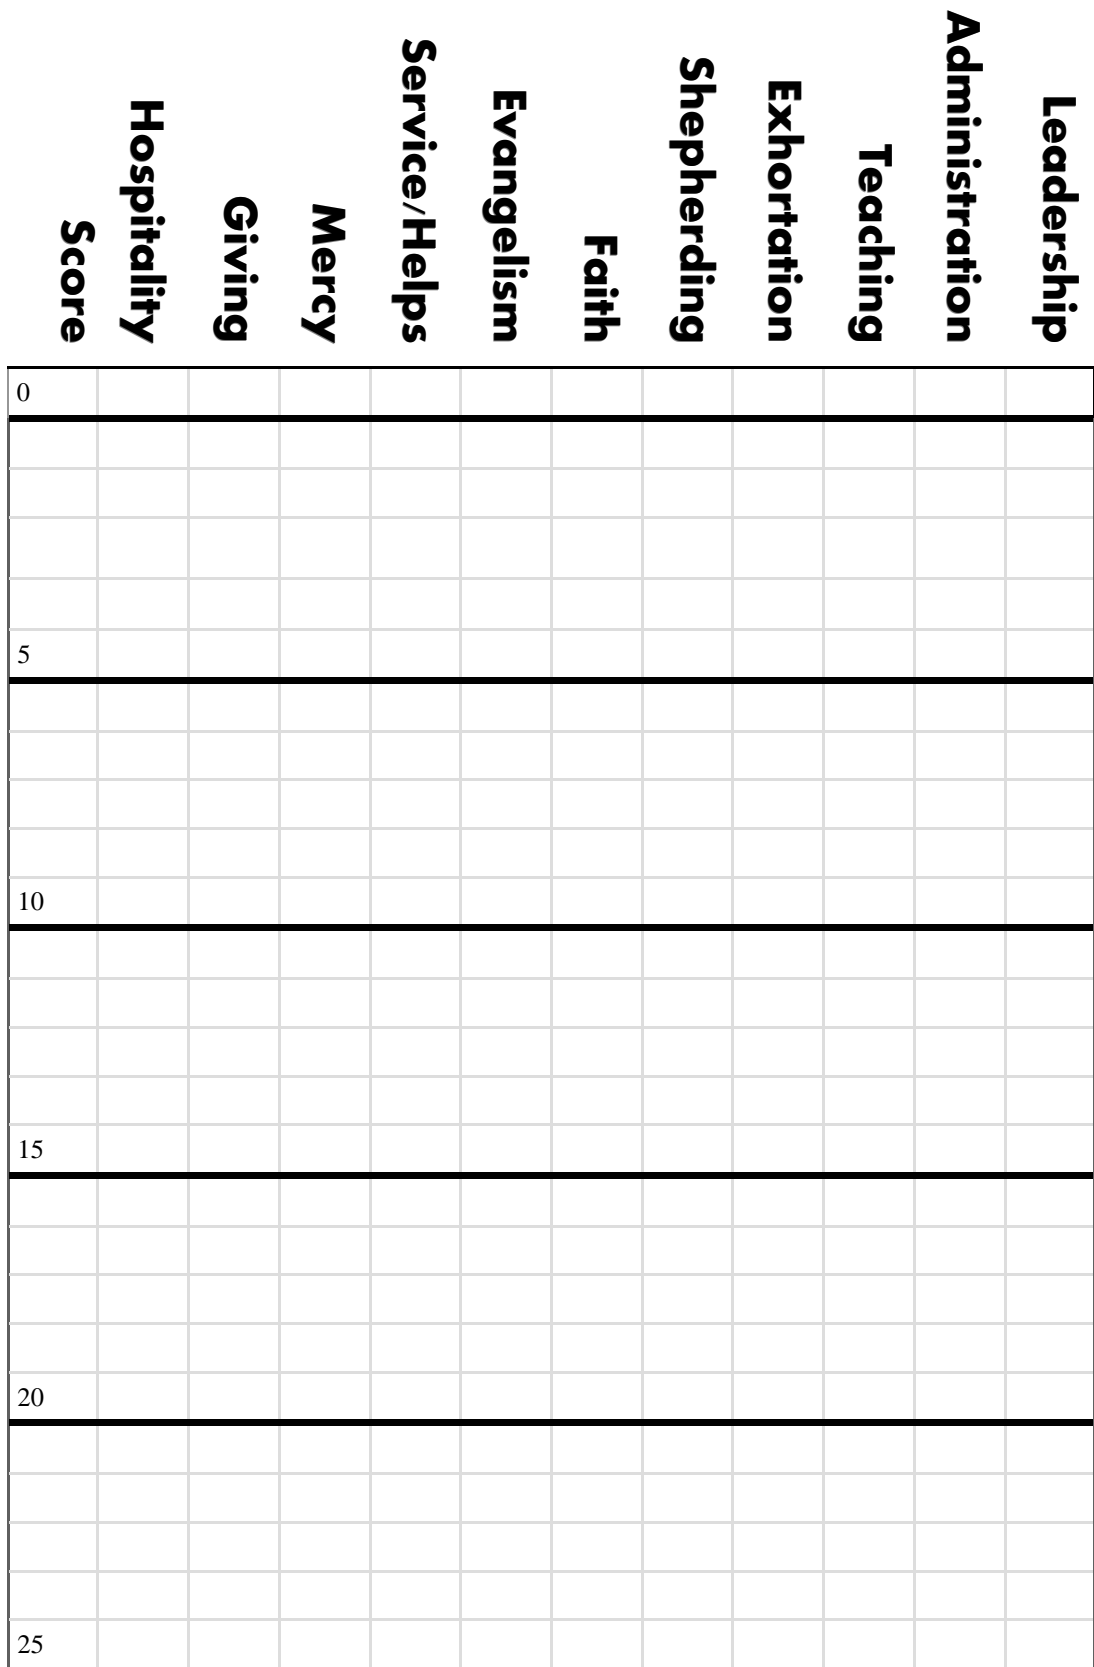 Score
Hospitality
Giving
Mercy
Service/Helps
Evangelism
Faith
Shepherding
Exhortation
Teaching
Administration
Leadership
0
5
10
15
20
25